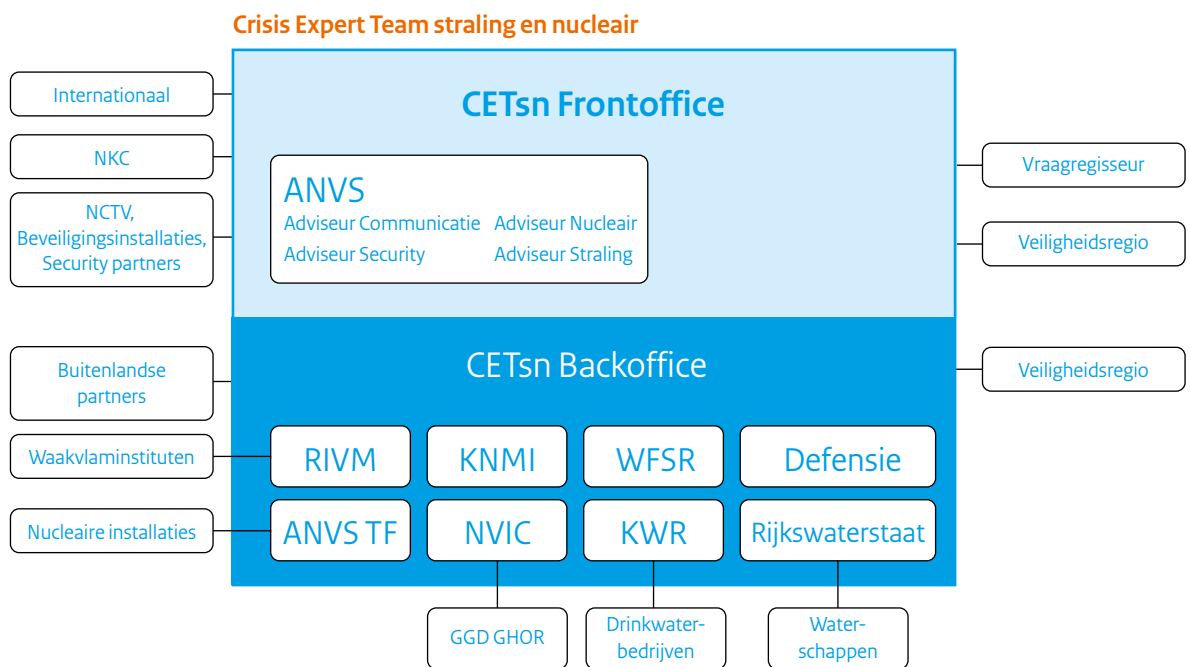 Crisis Expert Team straling en nucleair
Internationaal
NKC
NCTV,
Beveiligingsinstallaties,
Security partners
CETsn Frontoffice
ANVS
Adviseur Communicatie Adviseur Nucleair
Adviseur Security Adviseur Straling
Vraagregisseur
Veiligheidsregio
Buitenlandse
partners
Waakvlaminstituten
Nucleaire installaties
CETsn Backoffice
Veiligheidsregio
RIVM KNMI WFSR Defensie
ANVS TF NVIC KWR Rijkswaterstaat
GGD GHOR
Drinkwater-
bedrijven
Water-
schappen